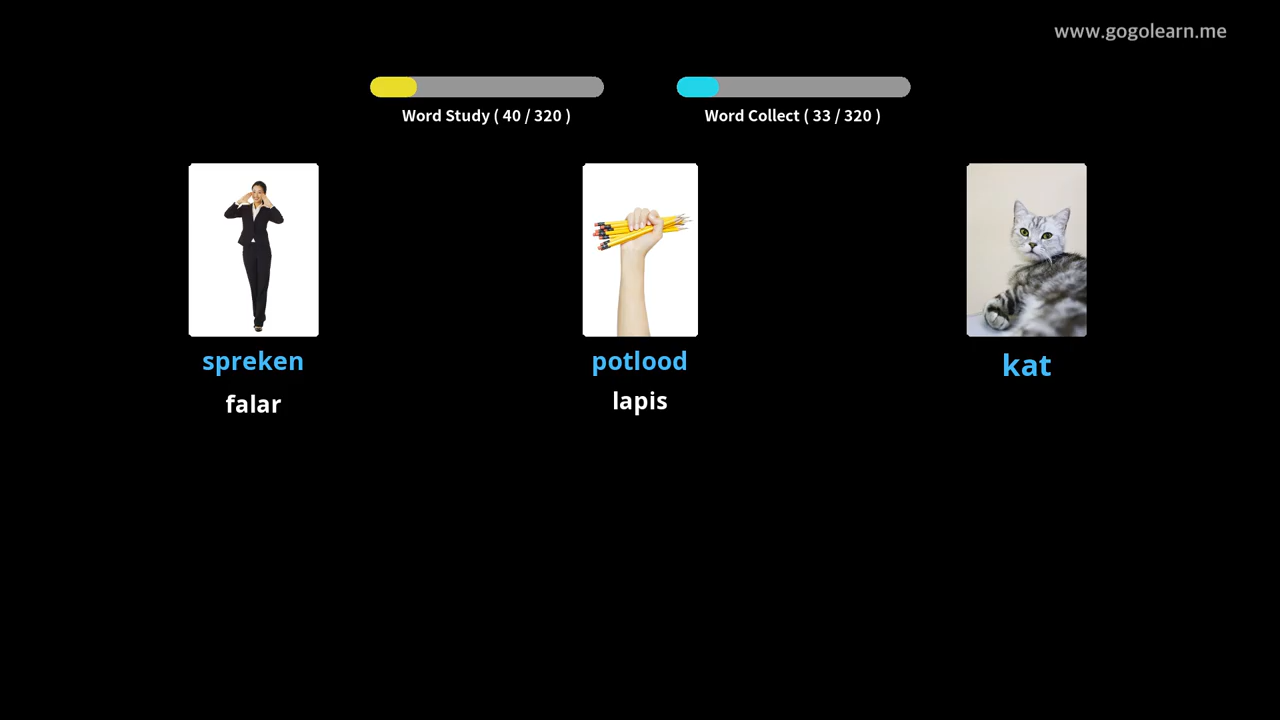 www.gogolearn.me
Word Study ( 40 / 320 )
Word Collect ( 33 / 320 )
spreken
potlood
kat
falar
lapis